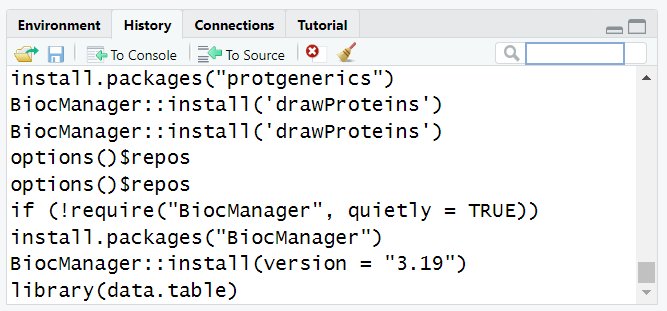 Environment History Connections Tutorial
To Console To Source
install.packages("protgenerics")
BiocManager::install('drawProteins')
BiocManager::install('drawProteins')
options()$repos
options()$repos
if (!require("BiocManager", quietly = TRUE))
install.packages("BiocManager")
BiocManager::install(version = "3.19")
library(data.table)